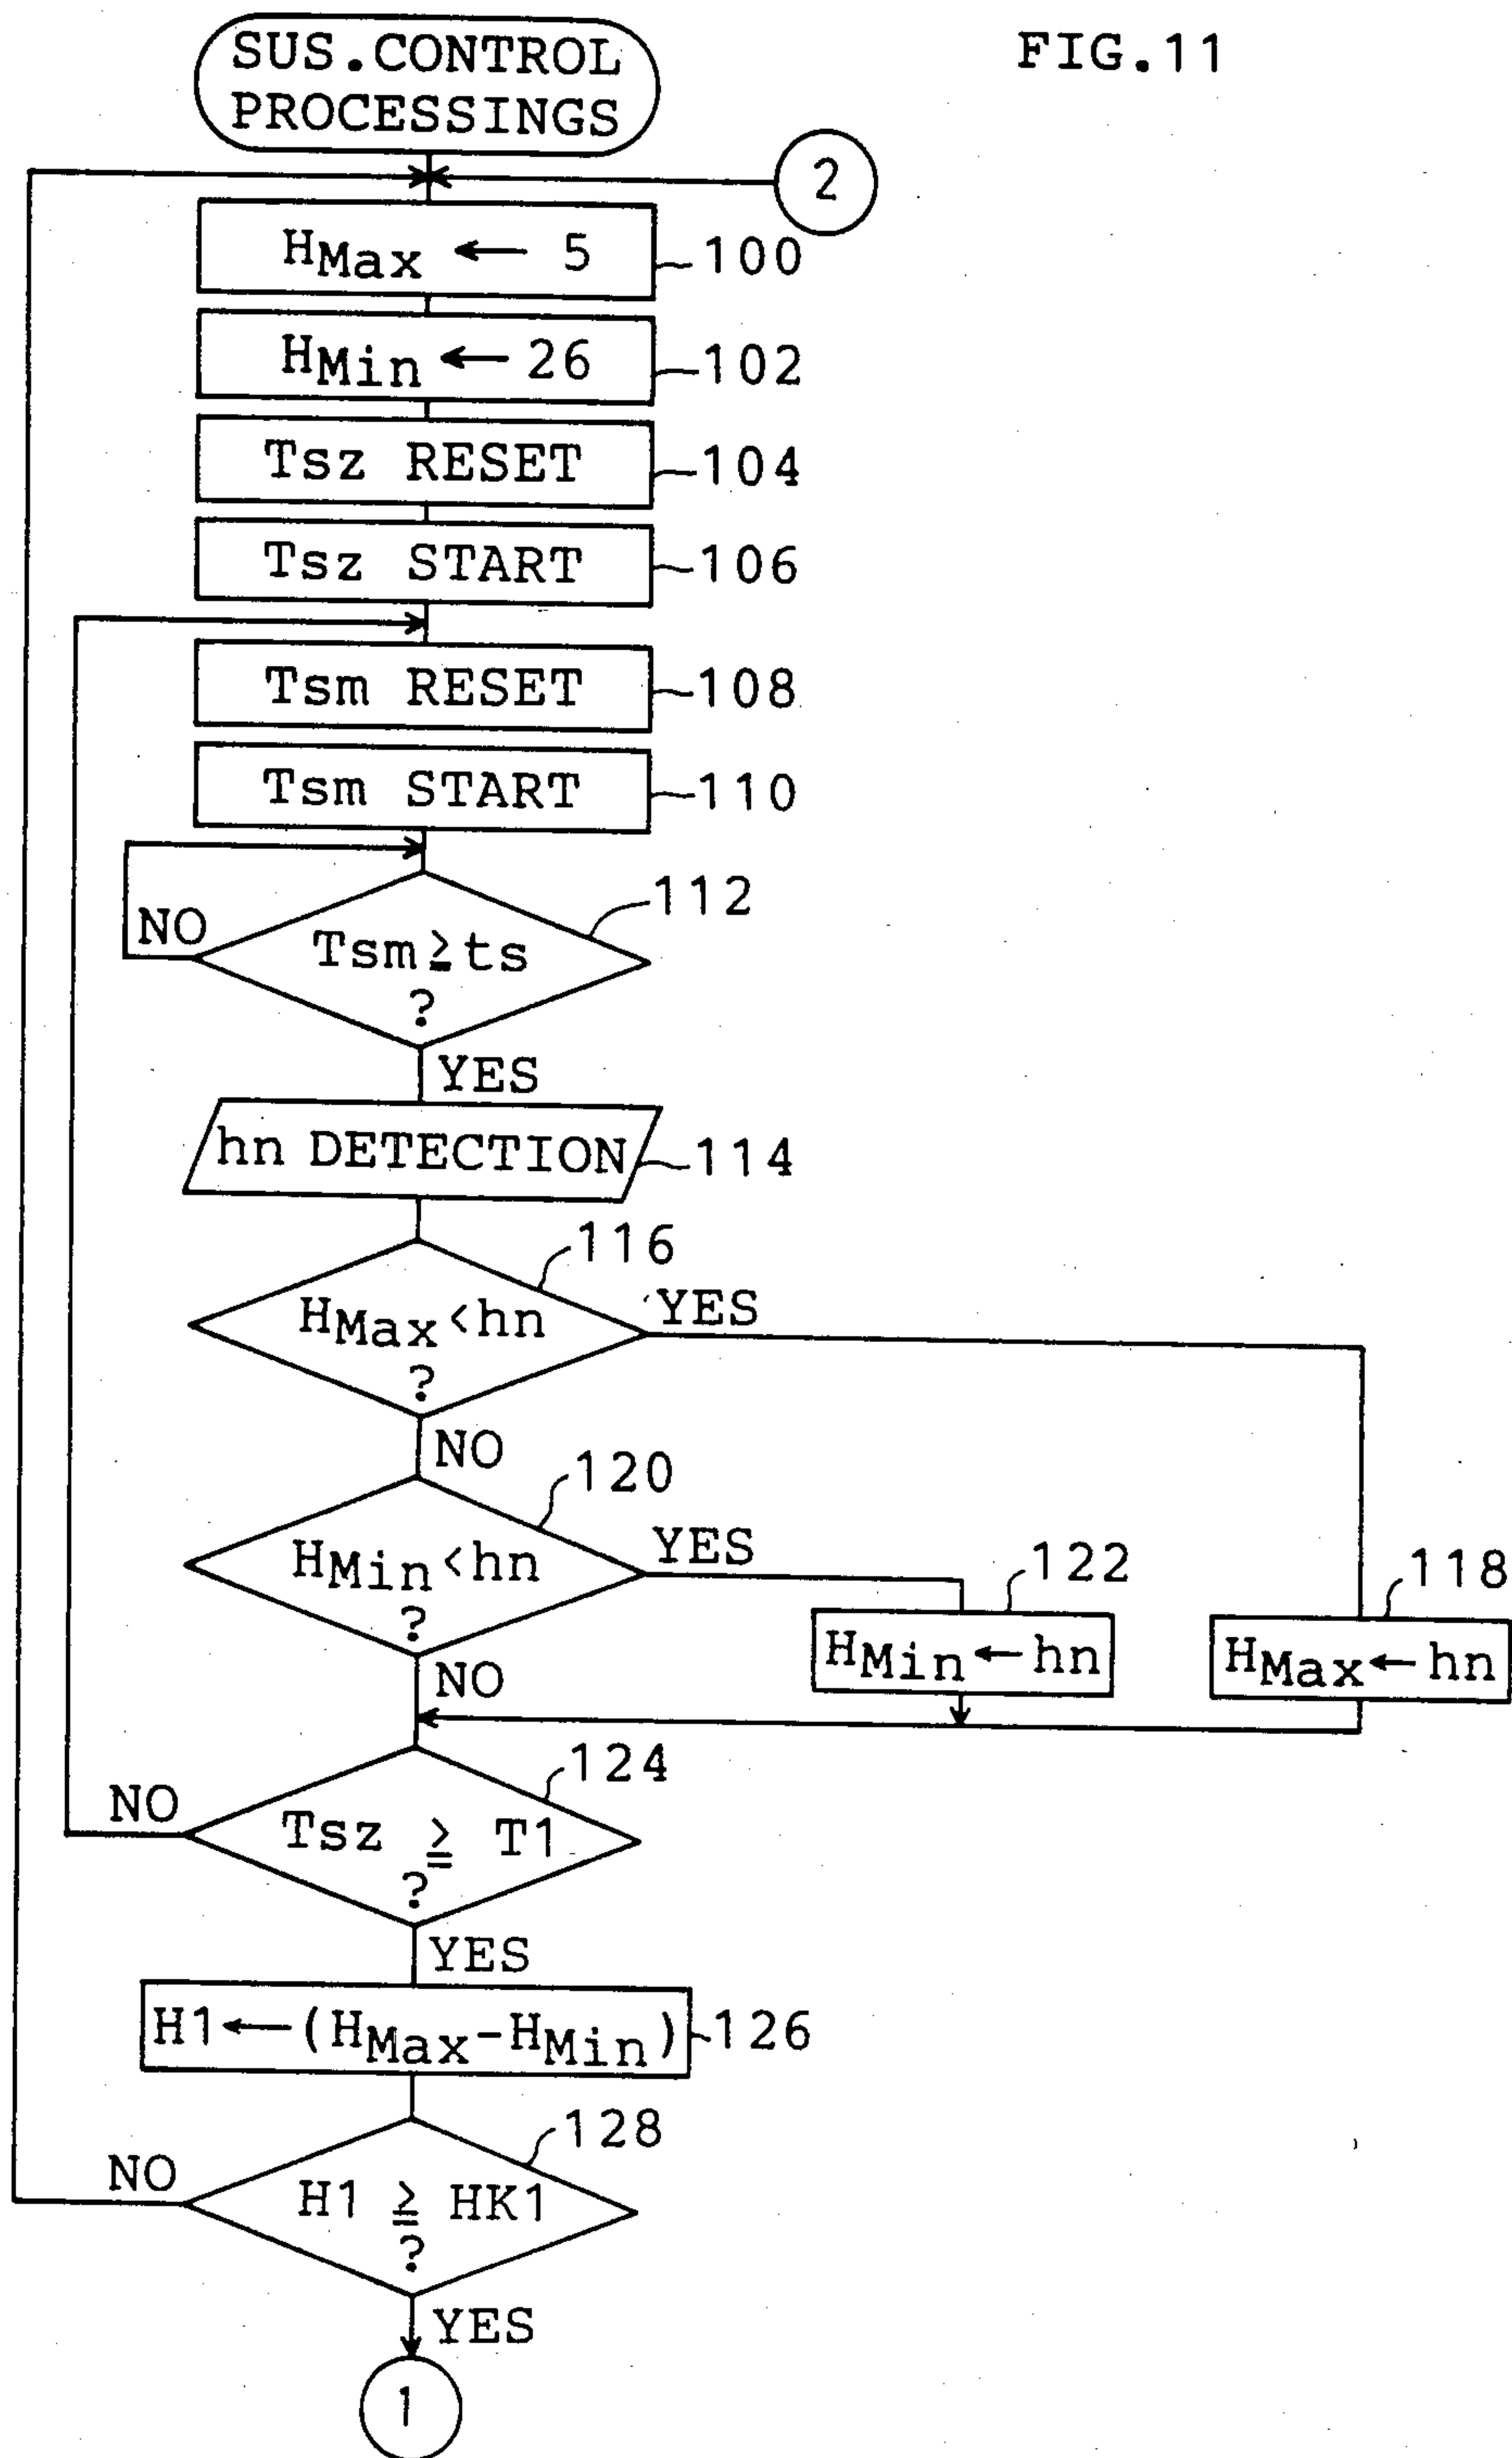 FIG.11
SUS.CONTROL
PROCESSINGS
2
HMax ← 5
100
HMin ← 26
102
Tsz RESET
104
Tsz START
106
Tsm RESET
108
Tsm START
110
112
NO
Tsm≧ts
?
YES
hn DETECTION
114
116
HMax<hn
?
YES
NO
120
HMin<hn
?
YES
122
HMin←hn
118
HMax←hn
NO
124
NO
Tsz ≧ T1
?
YES
H1←(HMax-HMin)
126
128
NO
H1 ≧ HK1
?
YES
1